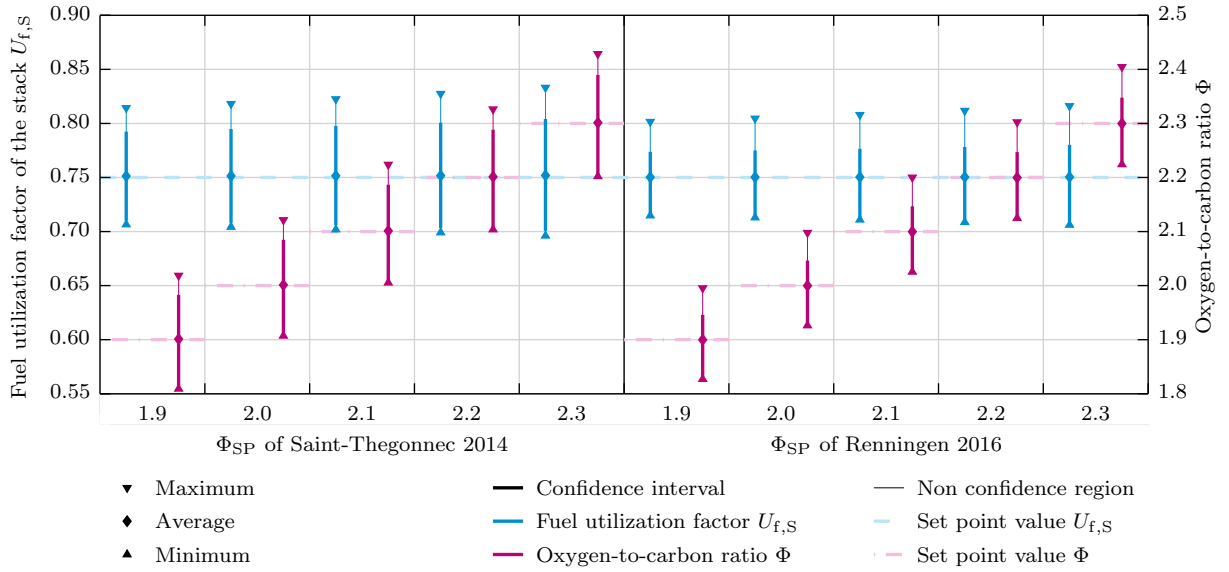 0.90
0.85
0.80
0.75
0.70
0.65
0.60
0.55
Fuel utilization factor of the stack U_f,S
2.5
2.4
2.3
2.2
2.1
2.0
1.9
1.8
Oxygen-to-carbon ratio Φ
1.9 2.0 2.1 2.2 2.3 1.9 2.0 2.1 2.2 2.3
Φ_SP of Saint-Thegonnec 2014 Φ_SP of Renningen 2016
Maximum Confidence interval Non confidence region
Average Fuel utilization factor U_f,S Set point value U_f,S
Minimum Oxygen-to-carbon ratio Φ Set point value Φ